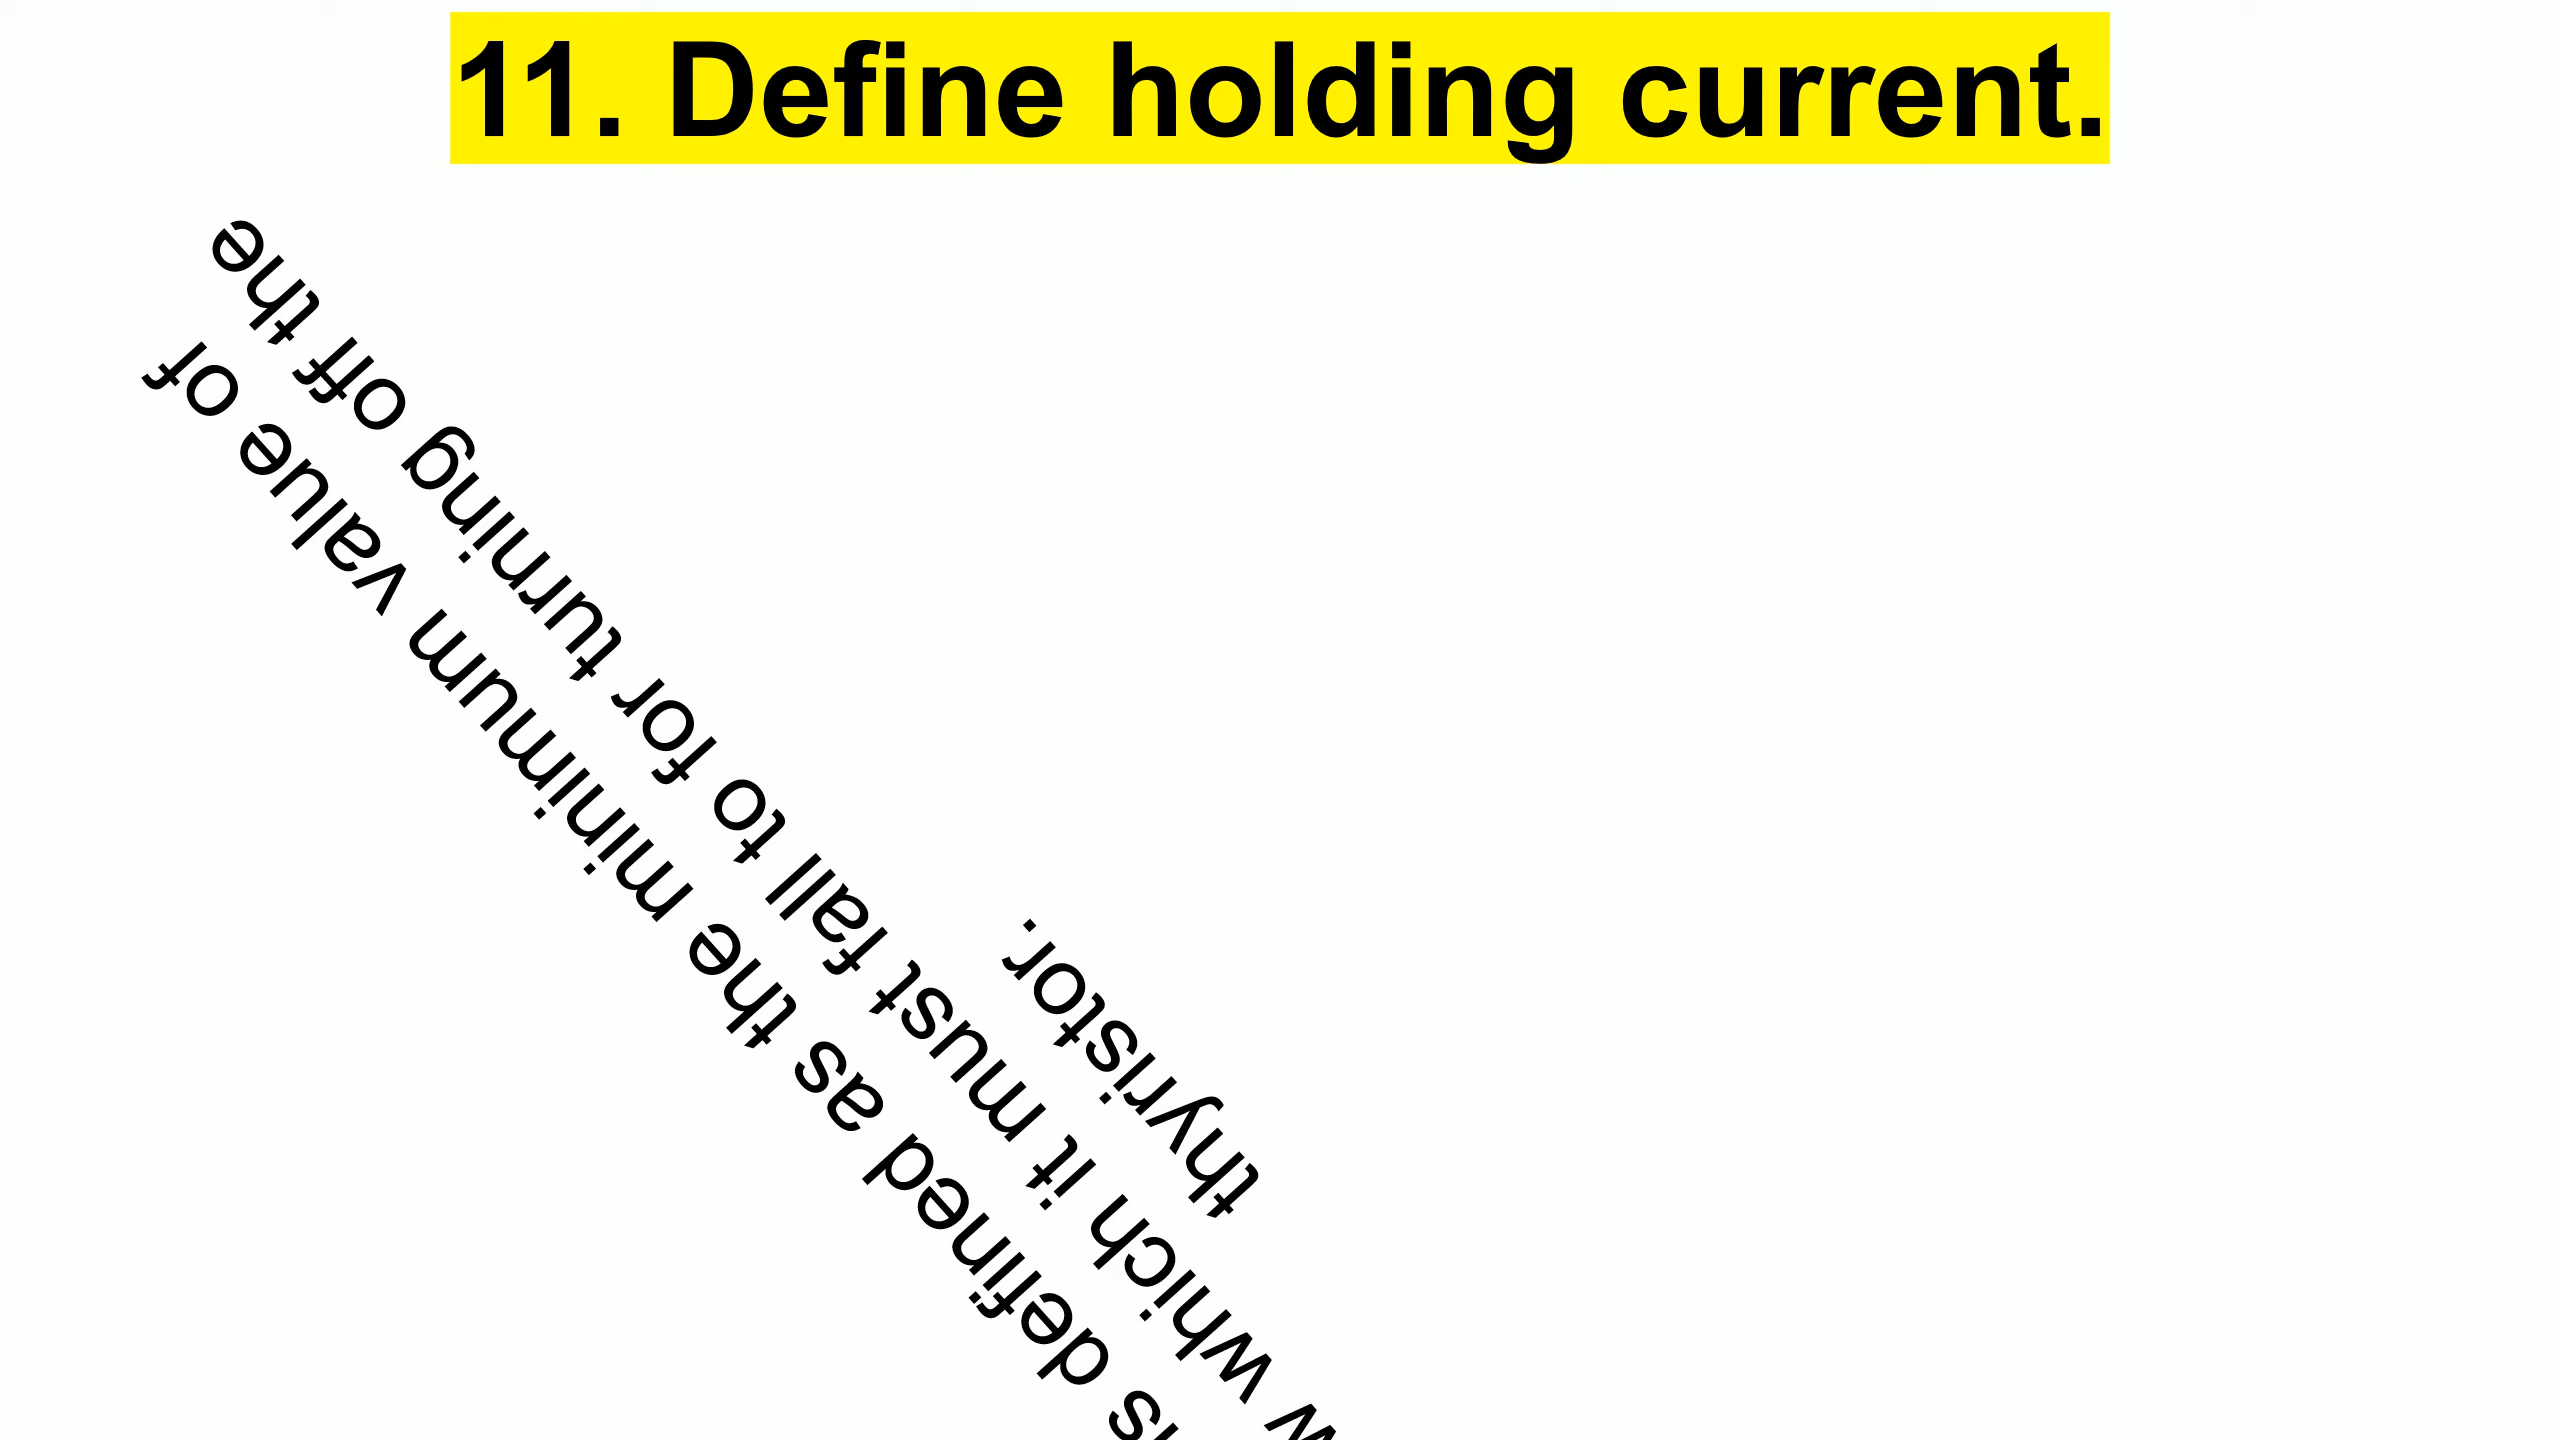 11. Define holding current.
is defined as the minimum value of
which it must fall to for turning off the
thyristor.